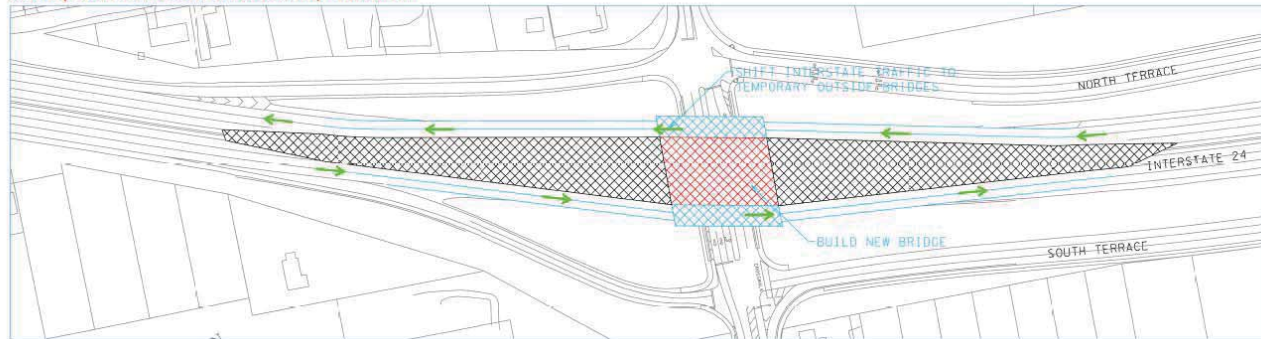 SHIFT INTERSTATE TRAFFIC TO
TEMPORARY OUTSIDE BRIDGES
NORTH TERRACE
INTERSTATE 24
BUILD NEW BRIDGE
SOUTH TERRACE